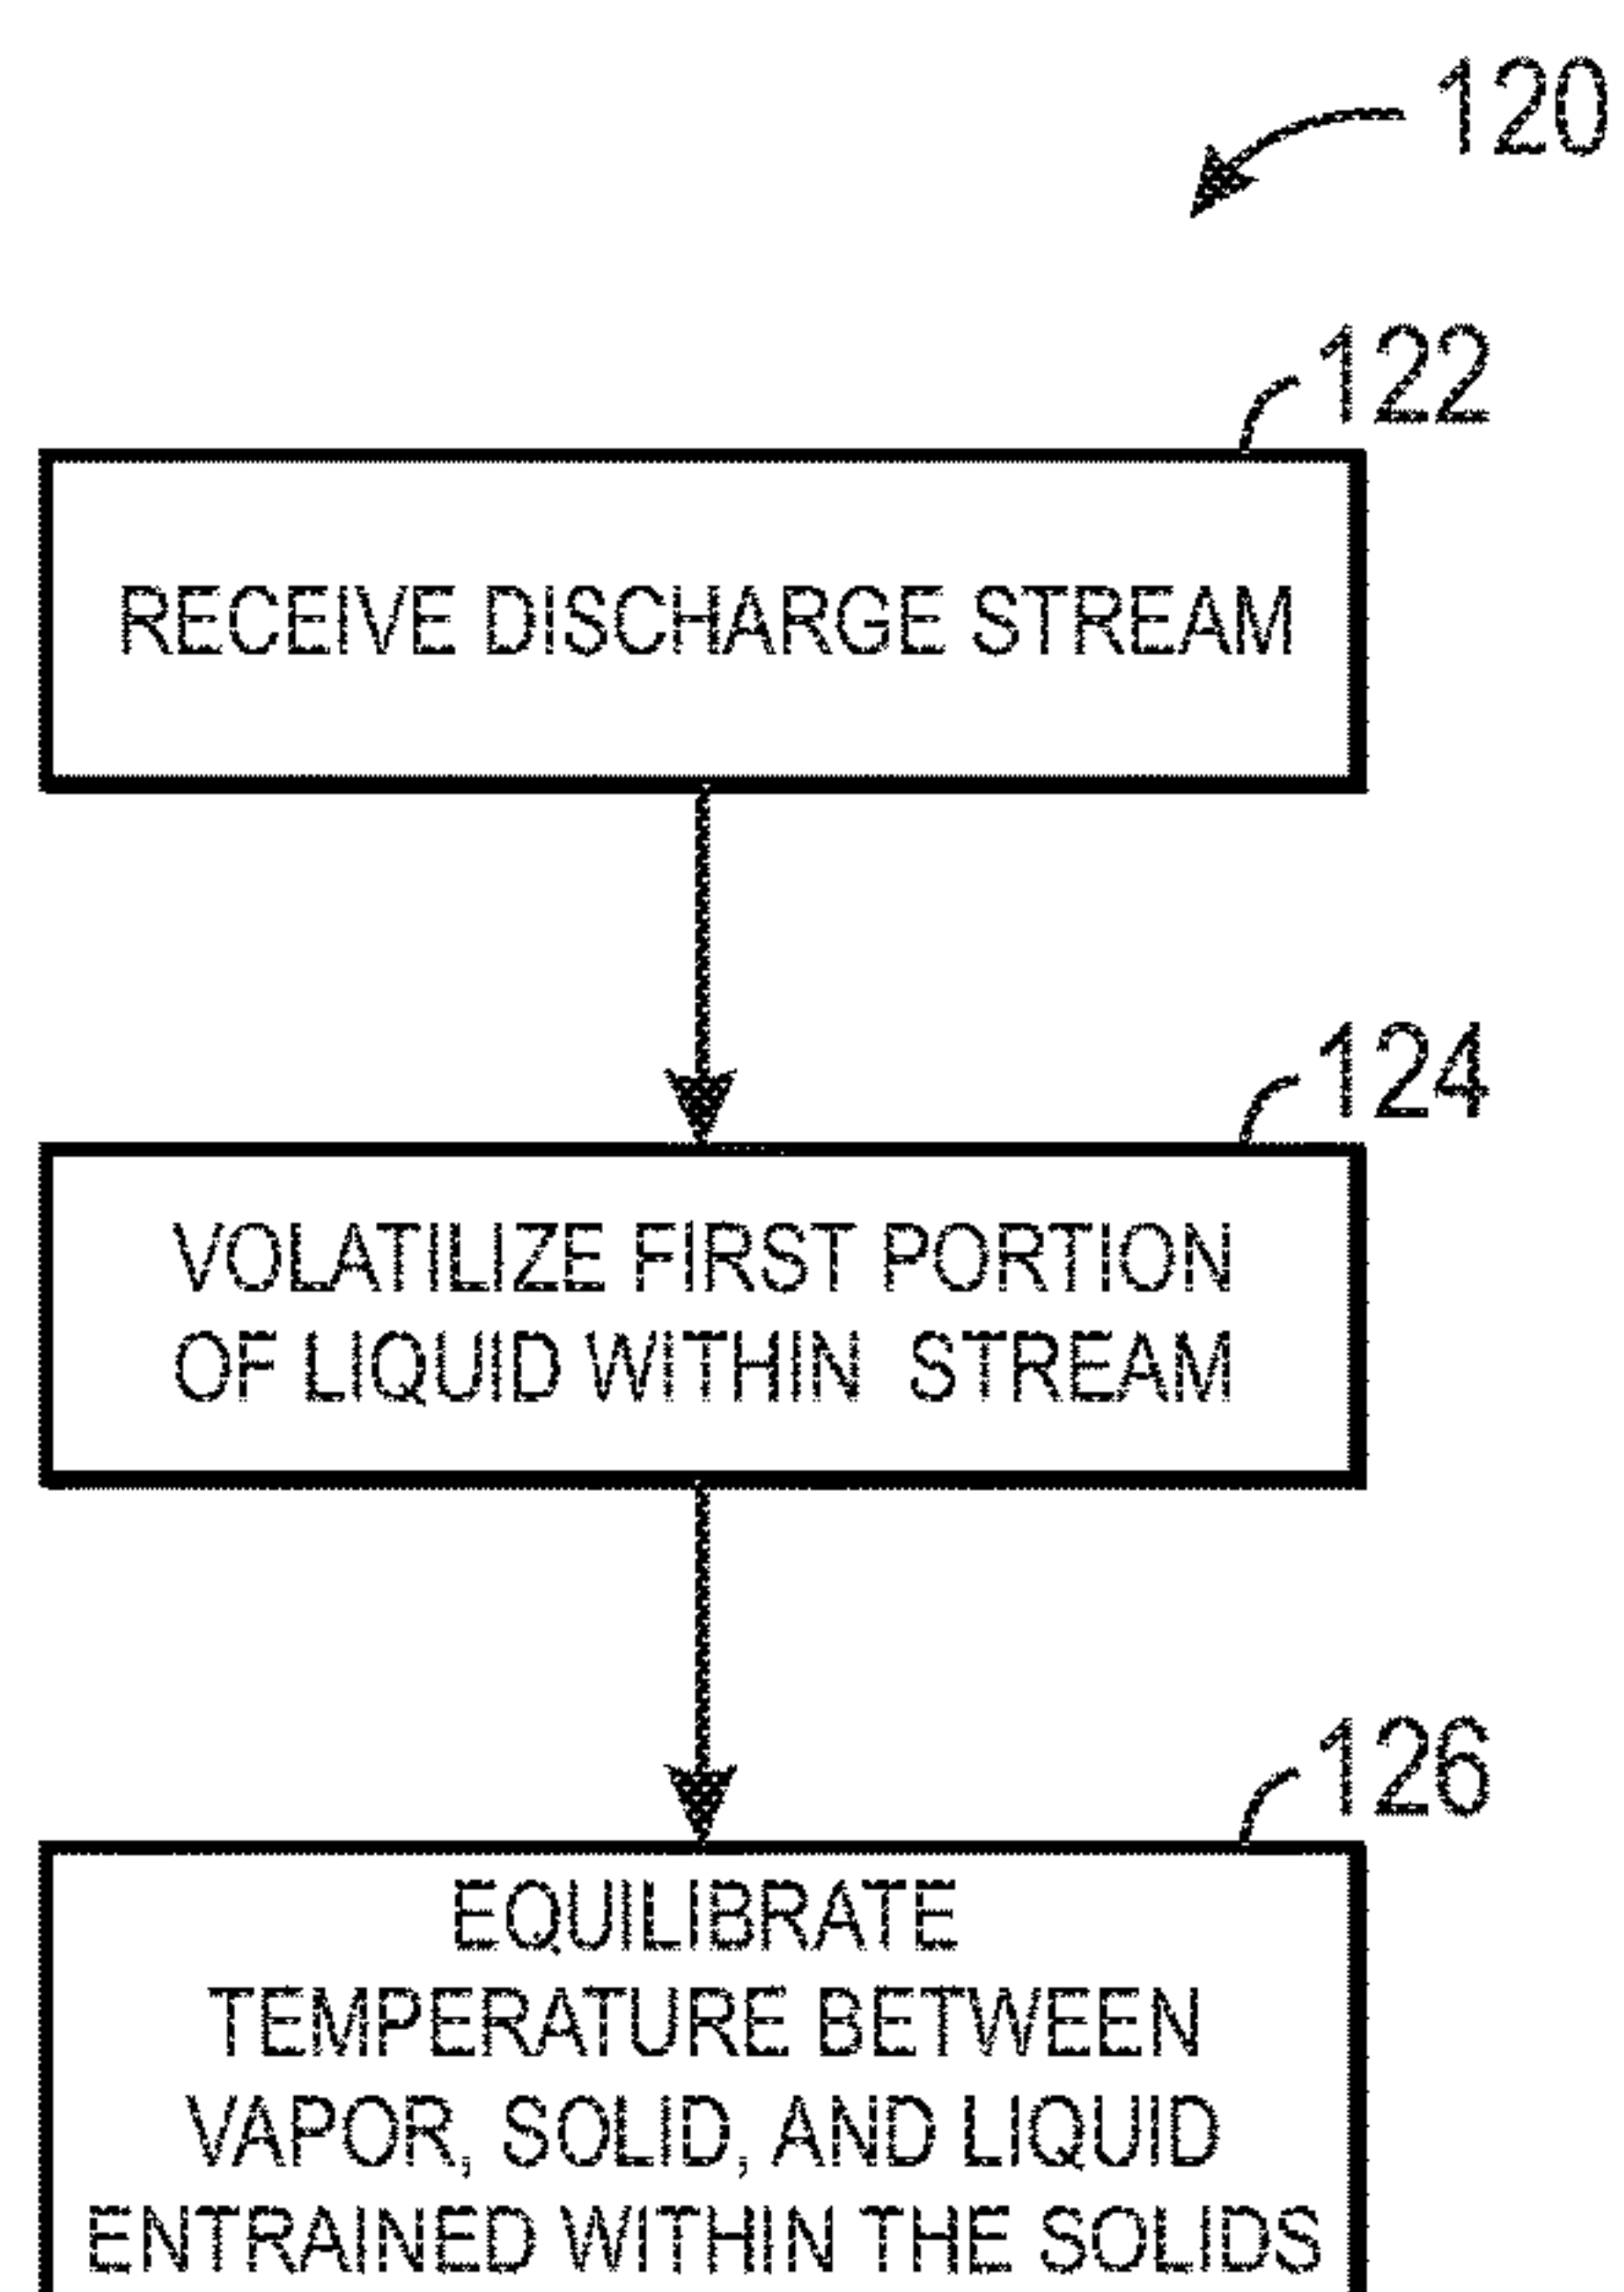 120
122
RECEIVE DISCHARGE STREAM
124
VOLATILIZE FIRST PORTION
OF LIQUID WITHIN STREAM
126
EQUILIBRATE
TEMPERATURE BETWEEN
VAPOR, SOLID, AND LIQUID
ENTRAINED WITHIN THE SOLIDS